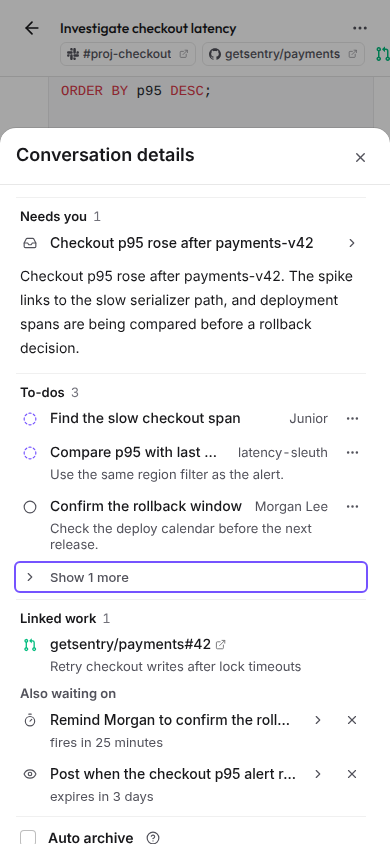 Investigate checkout latency
#proj-checkout
getsentry/payments
ORDER BY p95 DESC;
Conversation details
Needs you 1
Checkout p95 rose after payments-v42
Checkout p95 rose after payments-v42. The spike
links to the slow serializer path, and deployment
spans are being compared before a rollback
decision.
To-dos 3
Find the slow checkout span Junior
Compare p95 with last ... latency-sleuth
Use the same region filter as the alert.
Confirm the rollback window Morgan Lee
Check the deploy calendar before the next
release.
Show 1 more
Linked work 1
getsentry/payments#42
Retry checkout writes after lock timeouts
Also waiting on
Remind Morgan to confirm the roll...
fires in 25 minutes
Post when the checkout p95 alert r...
expires in 3 days
Auto archive